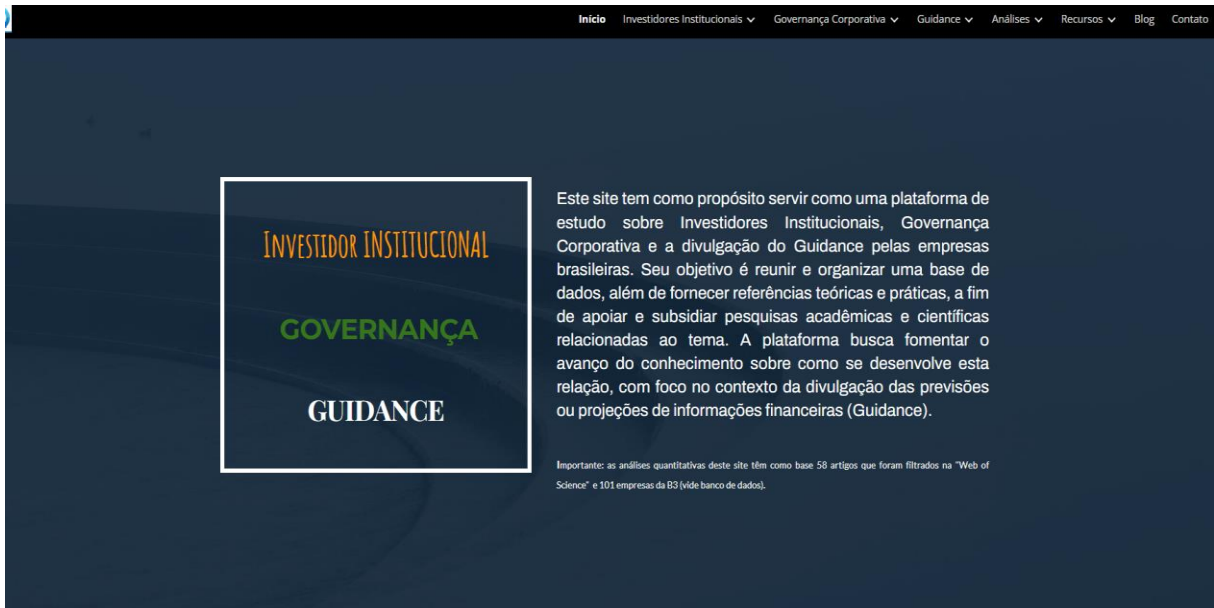 Início Investidores Institucionais Governança Corporativa Guidance Análises Recursos Blog Contato
Investidor INSTITUCIONAL
GOVERNANÇA
GUIDANCE
Este site tem como propósito servir como uma plataforma de
estudo sobre Investidores Institucionais, Governança
Corporativa e a divulgação do Guidance pelas empresas
brasileiras. Seu objetivo é reunir e organizar uma base de
dados, além de fornecer referências teóricas e práticas, a fim
de apoiar e subsidiar pesquisas acadêmicas e científicas
relacionadas ao tema. A plataforma busca fomentar o
avanço do conhecimento sobre como se desenvolve esta
relação, com foco no contexto da divulgação das previsões
ou projeções de informações financeiras (Guidance).
Importante: as análises quantitativas deste site têm como base 58 artigos que foram filtrados na "Web of
Science" e 101 empresas da B3 (vide banco de dados).